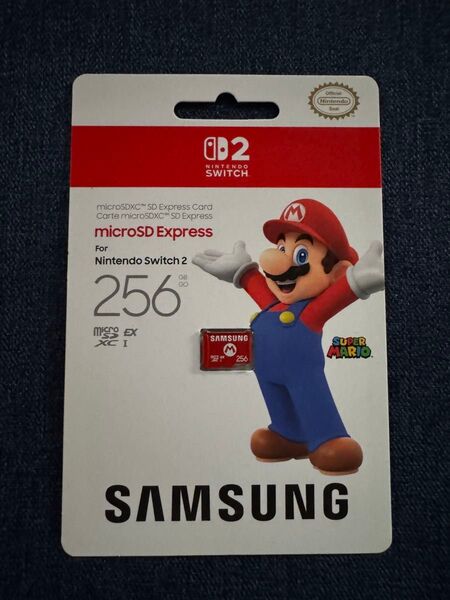 Official
Nintendo
Seal
2
NINTENDO
SWITCH
microSDXC™ SD Express Card
Carte microSDXC™ SD Express
microSD Express
For
Nintendo Switch 2
256 GB GO
micro SD XC I EX
SAMSUNG
M
256
SUPER
MARIO
SAMSUNG